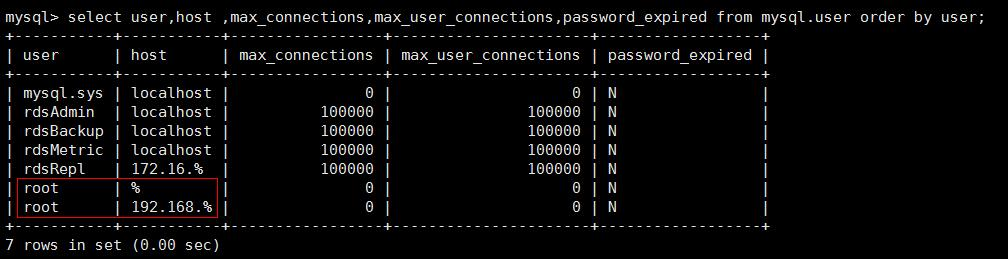 mysql> select user,host ,max_connections,max_user_connections,password_expired from mysql.user order by user;
+-----------+-----------+-----------------+----------------------+------------------+
| user      | host      | max_connections | max_user_connections | password_expired |
+-----------+-----------+-----------------+----------------------+------------------+
| mysql.sys | localhost |               0 |                    0 | N                |
| rdsAdmin  | localhost |          100000 |               100000 | N                |
| rdsBackup | localhost |          100000 |               100000 | N                |
| rdsMetric | localhost |          100000 |               100000 | N                |
| rdsRepl   | 172.16.%  |          100000 |               100000 | N                |
| root      | %         |               0 |                    0 | N                |
| root      | 192.168.% |               0 |                    0 | N                |
+-----------+-----------+-----------------+----------------------+------------------+
7 rows in set (0.00 sec)